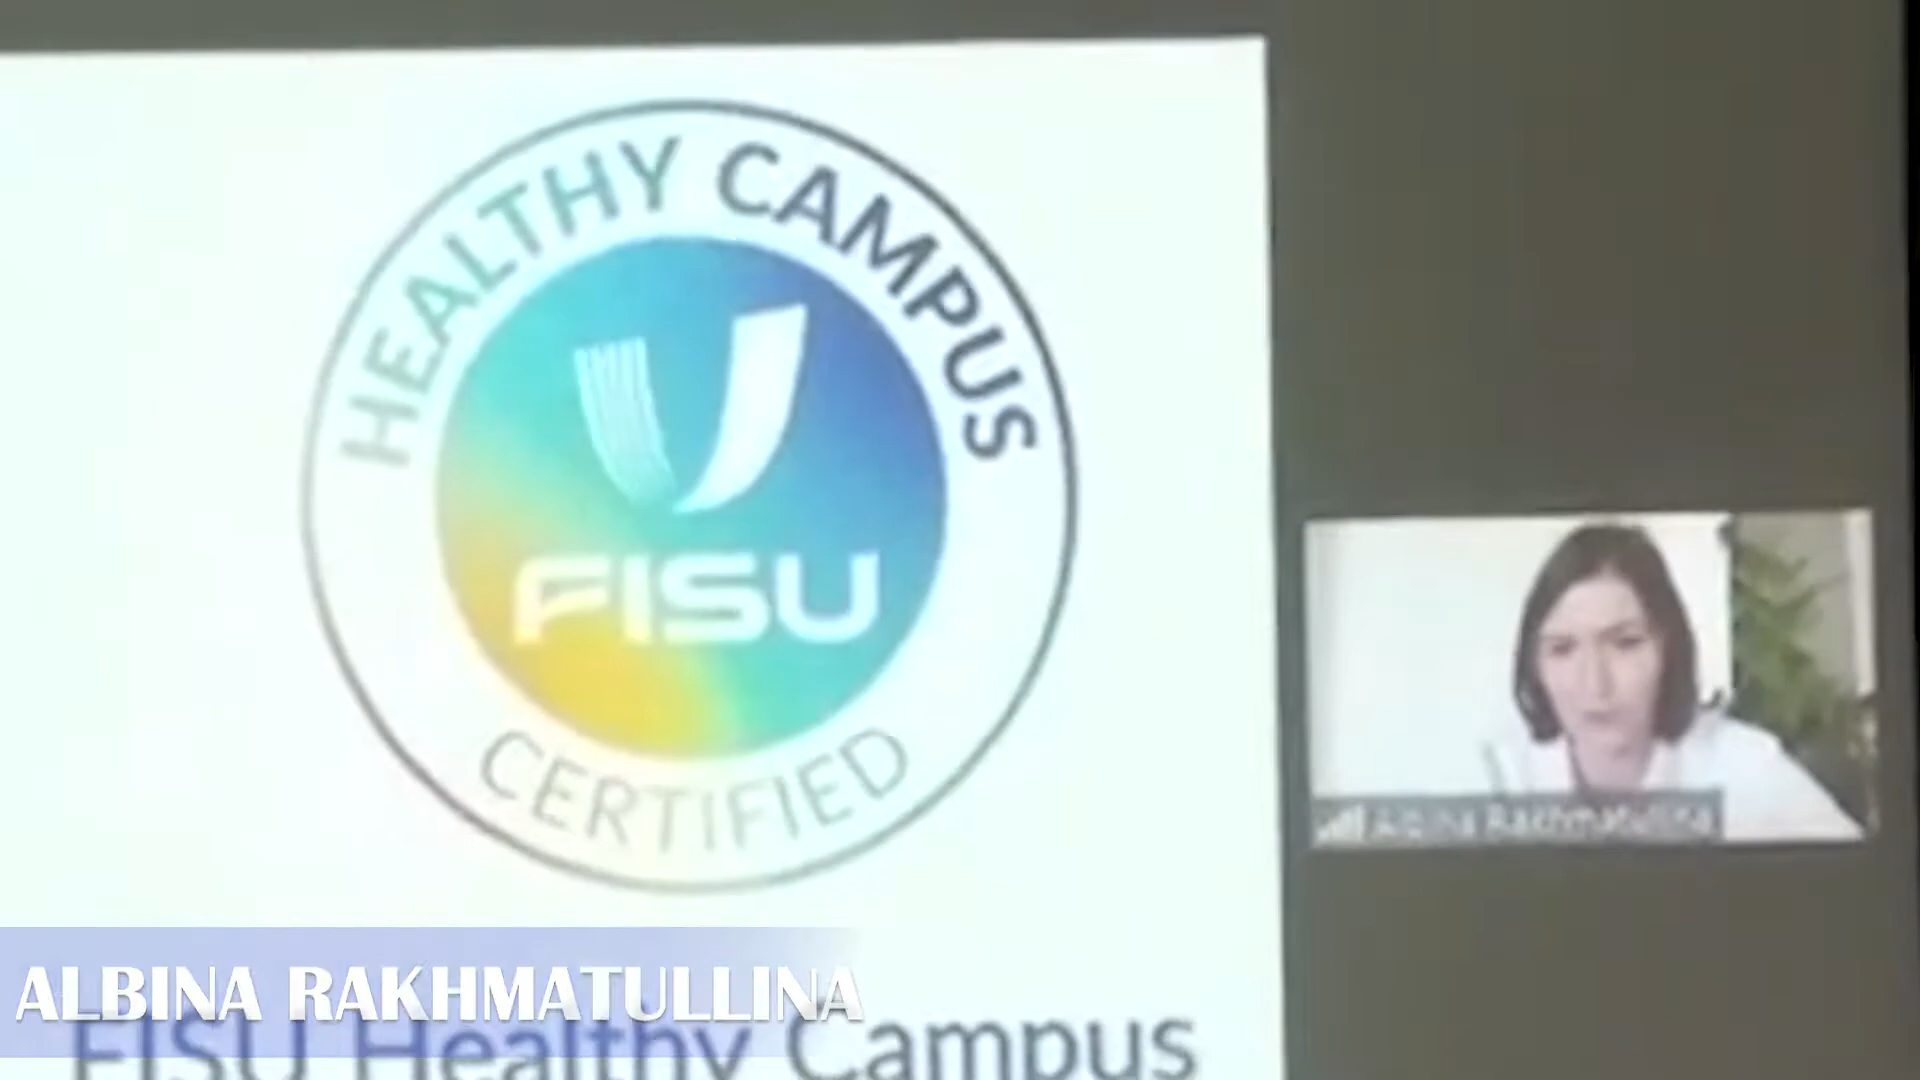 HEALTHY CAMPUS
FISU
CERTIFIED
Albina Rakhmatullina
ALBINA RAKHMATULLINA
FISU Healthy Campus